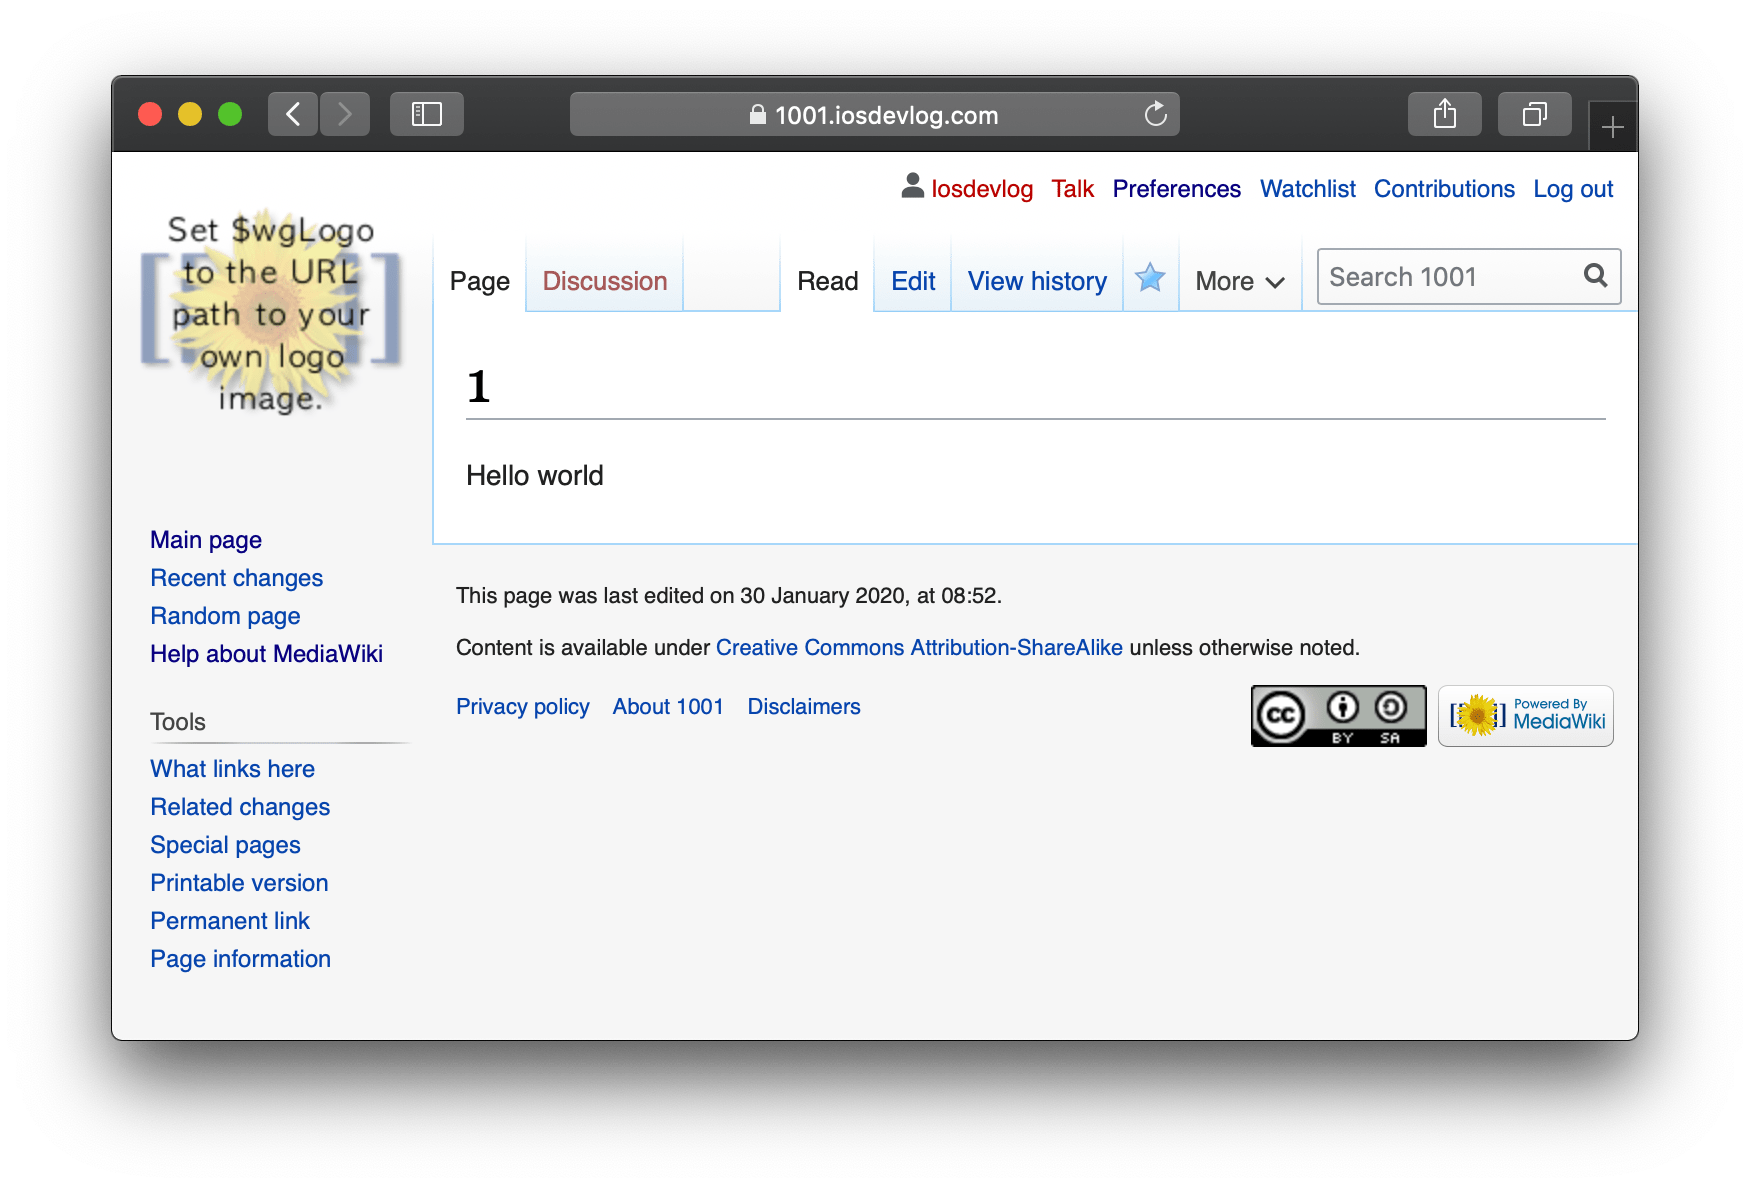 1001.iosdevlog.com
Iosdevlog Talk Preferences Watchlist Contributions Log out
Set $wgLogo
to the URL
path to your
own logo
image.
Page Discussion Read Edit View history More Search 1001
1
Hello world
Main page
Recent changes
Random page
Help about MediaWiki
Tools
What links here
Related changes
Special pages
Printable version
Permanent link
Page information
This page was last edited on 30 January 2020, at 08:52.
Content is available under Creative Commons Attribution-ShareAlike unless otherwise noted.
Privacy policy About 1001 Disclaimers
cc
BY SA
Powered By
MediaWiki